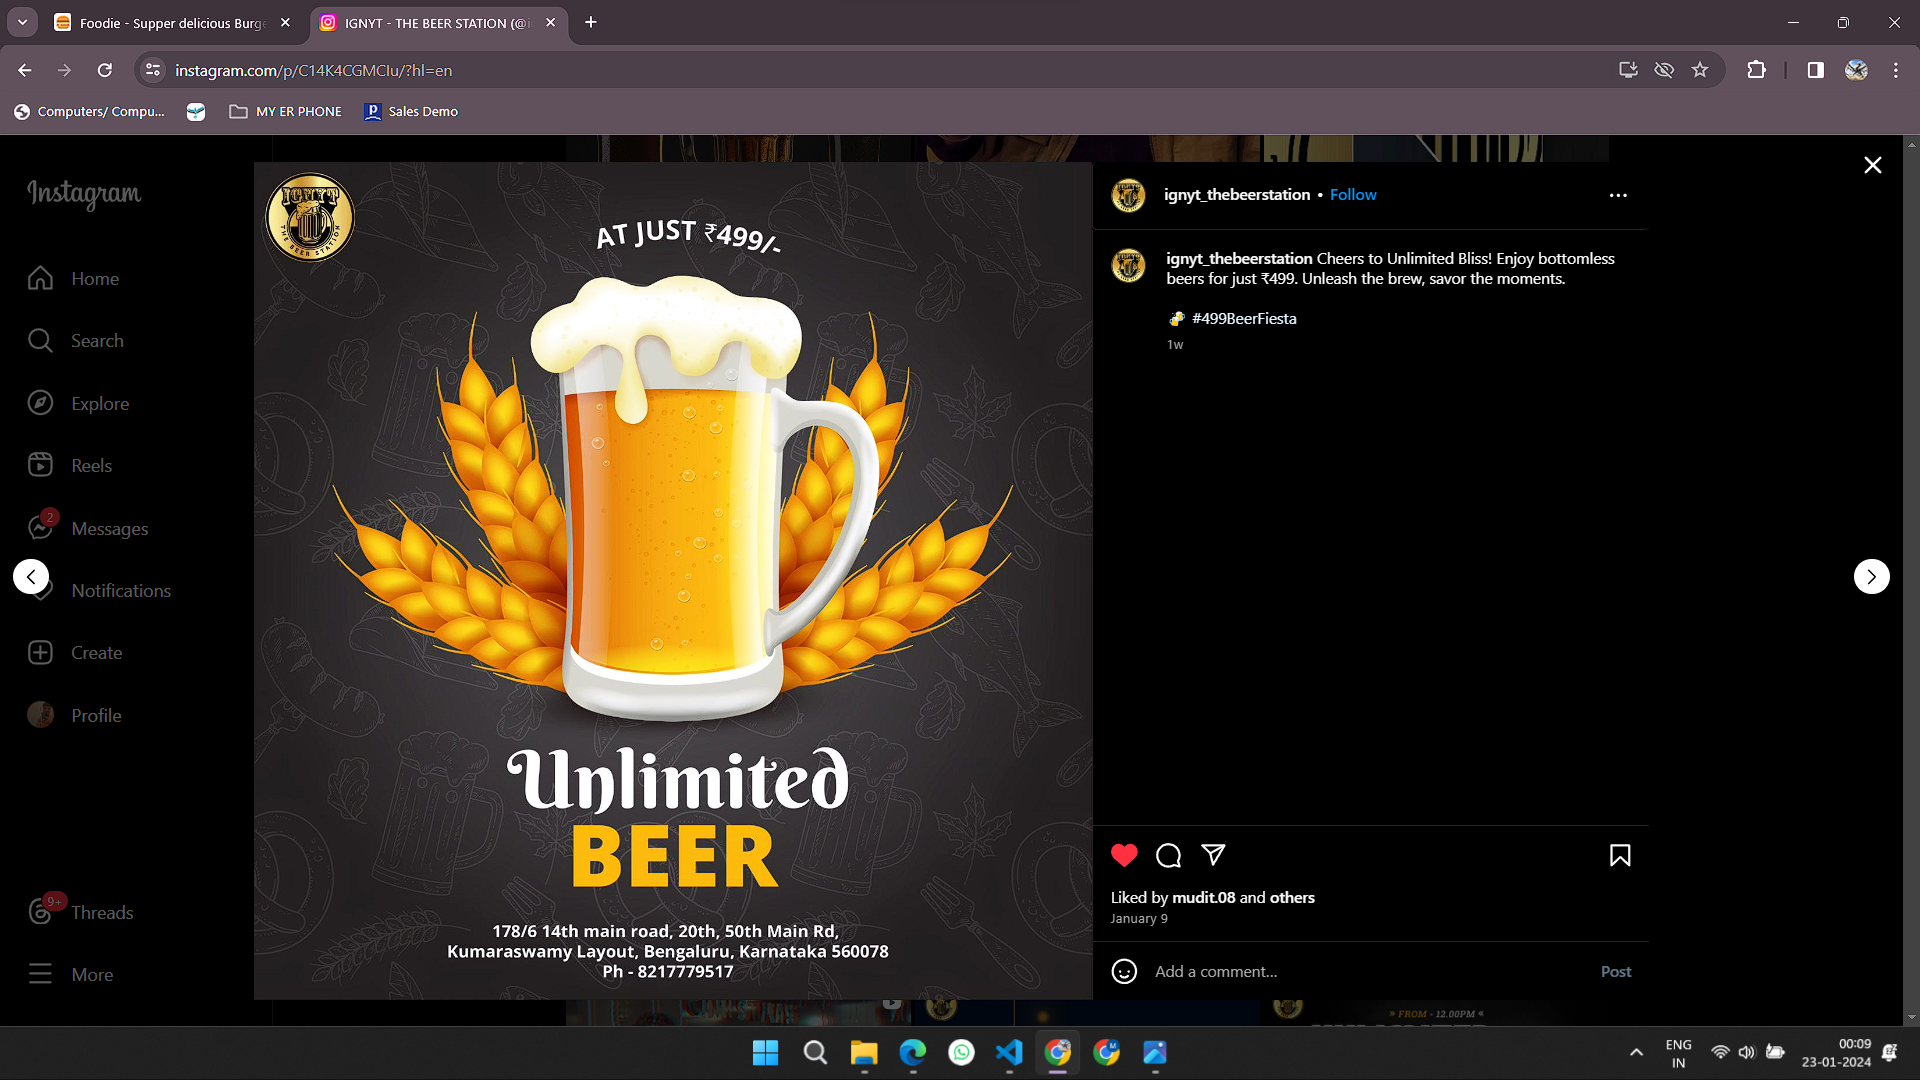 Foodie - Supper delicious Burge
IGNYT - THE BEER STATION (@i
instagram.com/p/C14K4CGMCIu/?hl=en
Computers/ Compu...
MY ER PHONE
Sales Demo
Instagram
Home
Search
Explore
Reels
2
Messages
Notifications
Create
Profile
9+
Threads
More
IGNYT
THE BEER STATION
AT JUST ₹499/-
Unlimited
BEER
178/6 14th main road, 20th, 50th Main Rd,
Kumaraswamy Layout, Bengaluru, Karnataka 560078
Ph - 8217779517
ignyt_thebeerstation • Follow
ignyt_thebeerstation Cheers to Unlimited Bliss! Enjoy bottomless
beers for just ₹499. Unleash the brew, savor the moments.
#499BeerFiesta
1w
Liked by mudit.08 and others
January 9
Add a comment...
Post
» FROM - 12.00PM «
ENG
IN
00:09
23-01-2024